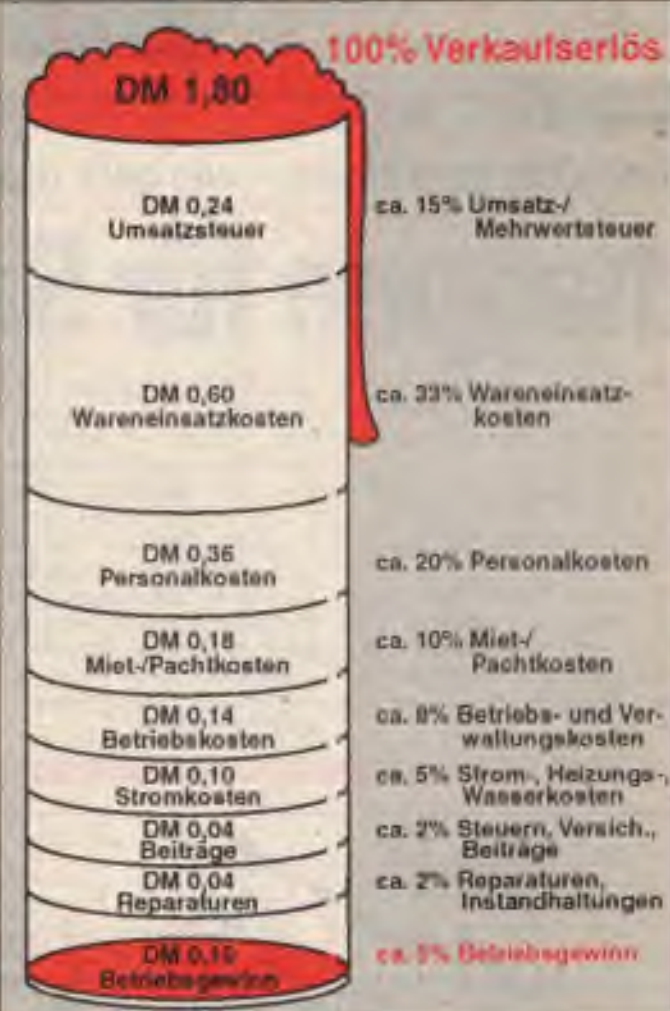 100% Verkaufserlös
DM 1,80
DM 0,24
Umsatzsteuer
ca. 15% Umsatz-/
Mehrwertsteuer
DM 0,60
Wareneinsatzkosten
ca. 33% Wareneinsatz-
kosten
DM 0,36
Personalkosten
ca. 20% Personalkosten
DM 0,18
Miet-/Pachtkosten
ca. 10% Miet-/
Pachtkosten
DM 0,14
Betriebskosten
ca. 8% Betriebs- und Ver-
waltungskosten
DM 0,10
Stromkosten
ca. 5% Strom-, Heizungs-,
Wasserkosten
DM 0,04
Beiträge
ca. 2% Steuern, Versich.,
Beiträge
DM 0,04
Reparaturen
ca. 2% Reparaturen,
Instandhaltungen
DM 0,10
Betriebsgewinn
ca. 5% Betriebsgewinn